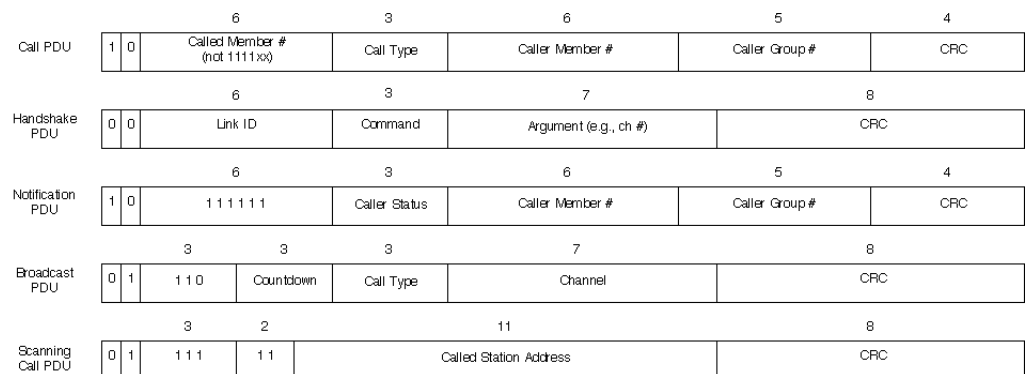 6 3 6 5 4
Call PDU 1 0 Called Member # (not 1111xx) Call Type Caller Member # Caller Group # CRC
6 3 7 8
Handshake PDU 0 0 Link ID Command Argument (e.g., ch #) CRC
6 3 6 5 4
Notification PDU 1 0 1 1 1 1 1 1 Caller Status Caller Member # Caller Group # CRC
3 3 3 7 8
Broadcast PDU 0 1 1 1 0 Countdown Call Type Channel CRC
3 2 11 8
Scanning Call PDU 0 1 1 1 1 1 1 Called Station Address CRC